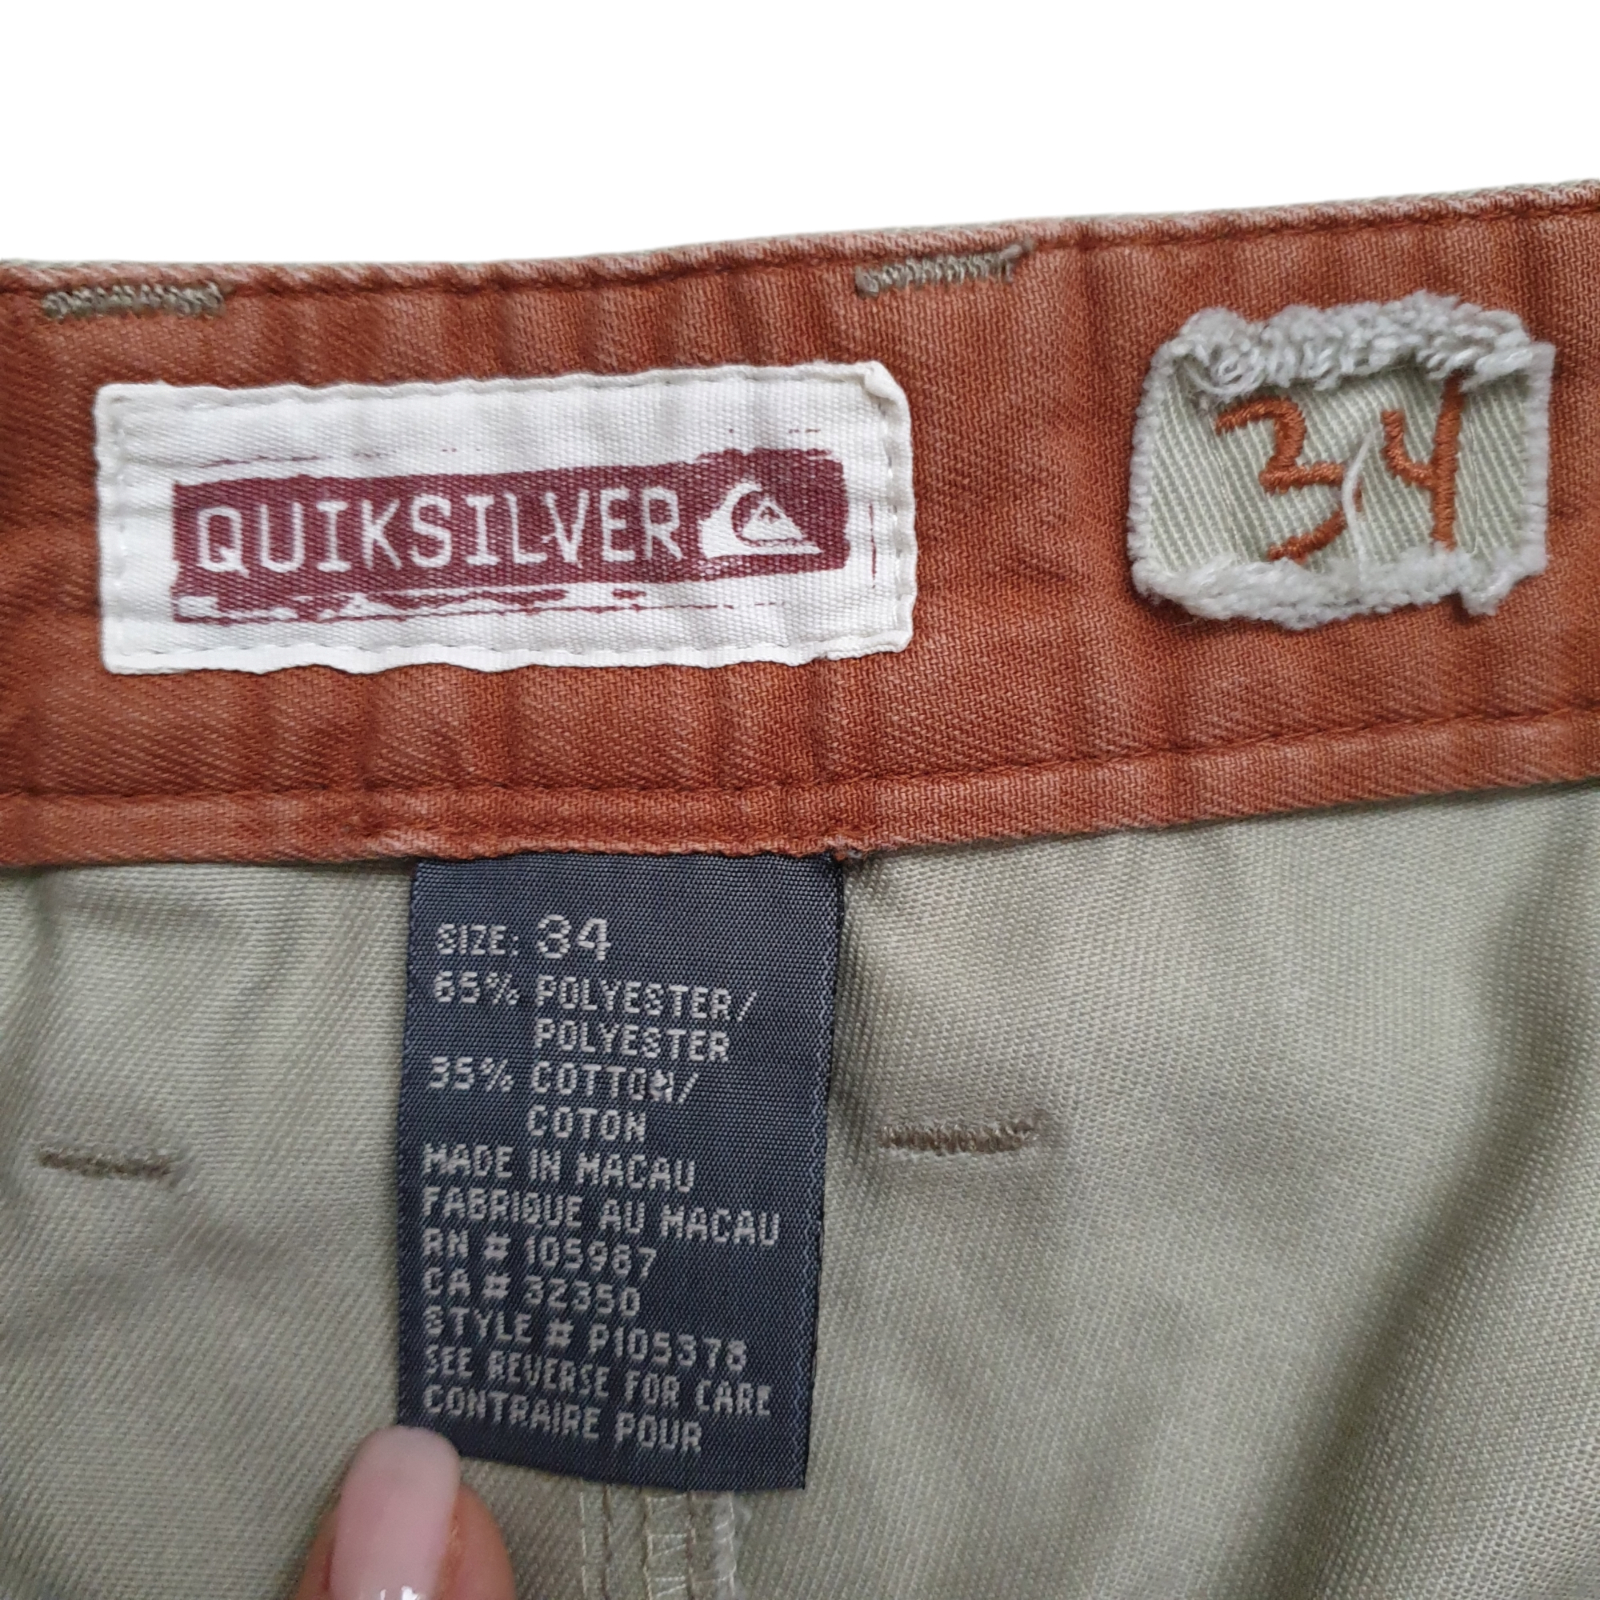 QUIKSILVER
34
SIZE: 34
65% POLYESTER/
POLYESTER
35% COTTON/
COTON
MADE IN MACAU
FABRIQUE AU MACAU
RN # 105987
CA # 32350
STYLE # P105378
SEE REVERSE FOR CARE
CONTRAIRE POUR